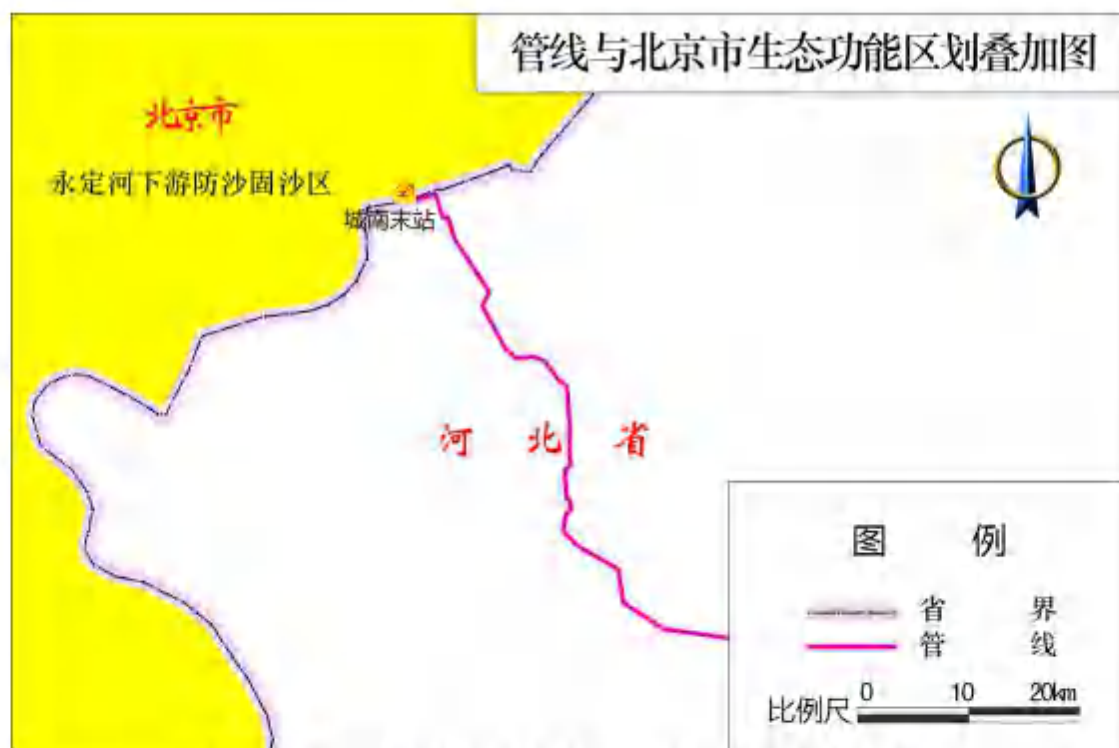 管线与北京市生态功能区划叠加图
北京市
永定河下游防沙固沙区
城南末站
河北省
图例
省界
管线
0 10 20km
比例尺